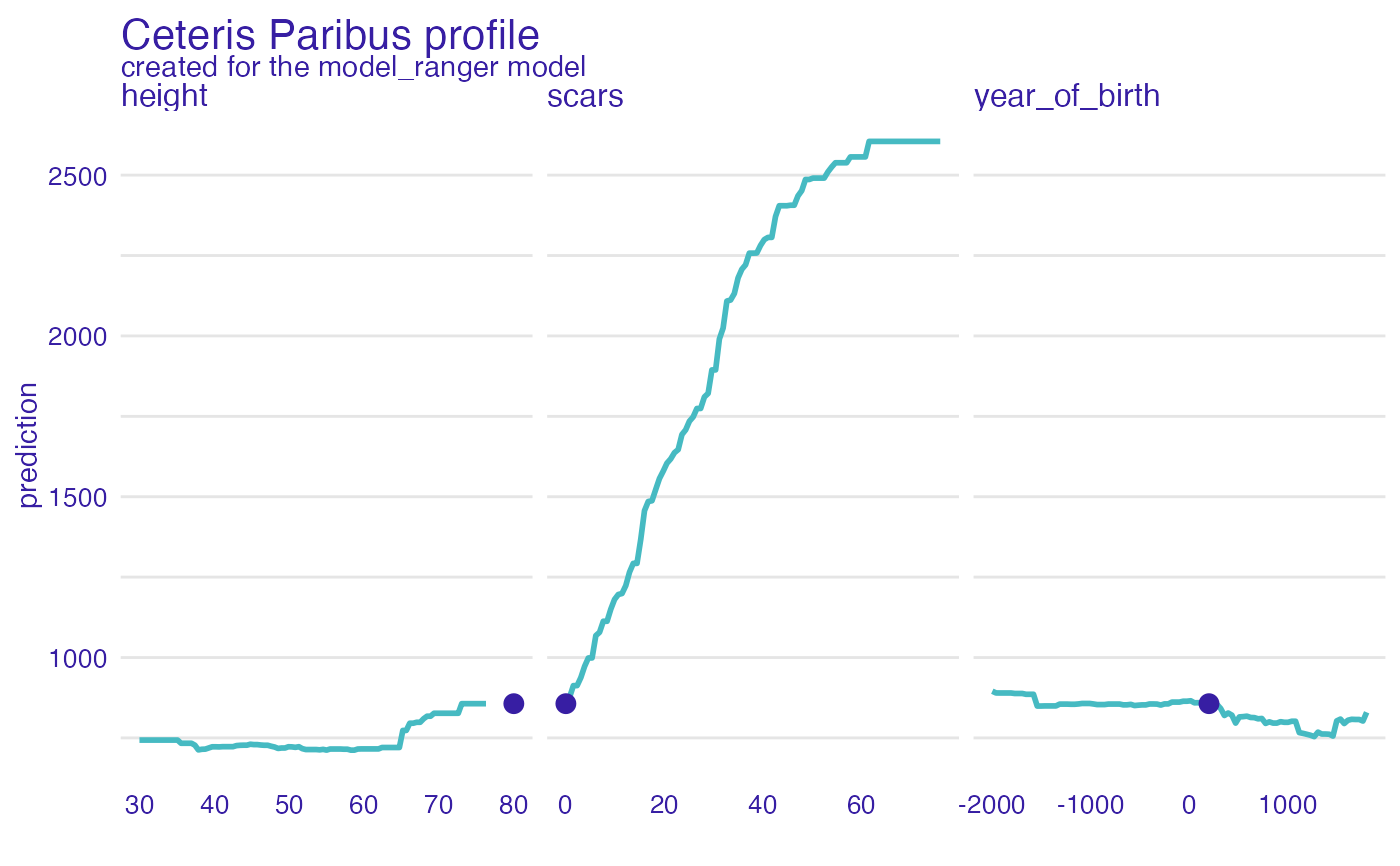 Ceteris Paribus profile
created for the model_ranger model
height scars year_of_birth
2500
2000
1500
1000
prediction
30 40 50 60 70 80 0 20 40 60 -2000 -1000 0 1000